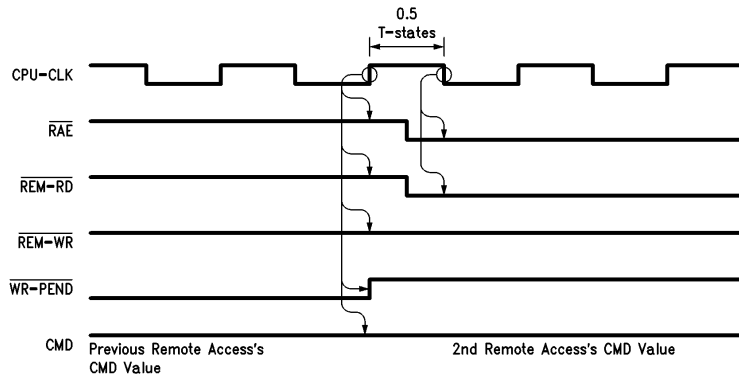 0.5
T-states
CPU-CLK
RAE
REM-RD
REM-WR
WR-PEND
CMD
Previous Remote Access's
CMD Value
2nd Remote Access's CMD Value